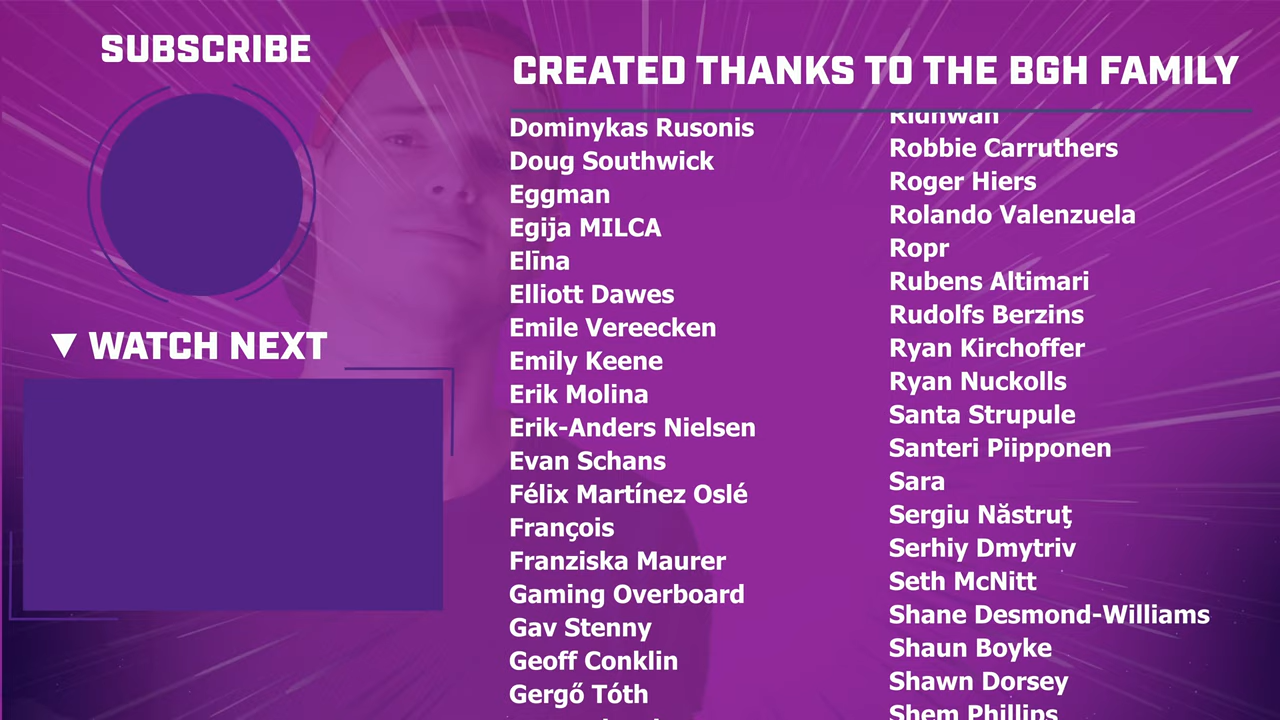 SUBSCRIBE
CREATED THANKS TO THE BGH FAMILY
▼ WATCH NEXT
Dominykas Rusonis
Doug Southwick
Eggman
Egija MILCA
Elīna
Elliott Dawes
Emile Vereecken
Emily Keene
Erik Molina
Erik-Anders Nielsen
Evan Schans
Félix Martínez Oslé
François
Franziska Maurer
Gaming Overboard
Gav Stenny
Geoff Conklin
Gergő Tóth
Ridhwan
Robbie Carruthers
Roger Hiers
Rolando Valenzuela
Ropr
Rubens Altimari
Rudolfs Berzins
Ryan Kirchoffer
Ryan Nuckolls
Santa Strupule
Santeri Piipponen
Sara
Sergiu Năstruţ
Serhiy Dmytriv
Seth McNitt
Shane Desmond-Williams
Shaun Boyke
Shawn Dorsey
Shem Phillips